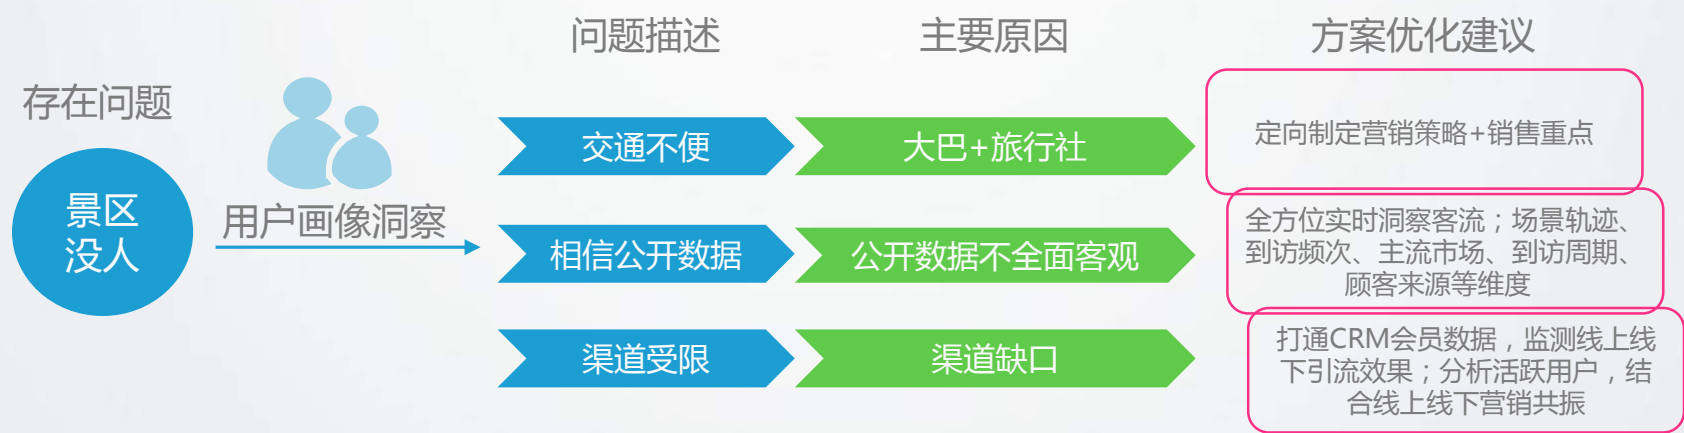 问题描述
主要原因
方案优化建议
存在问题
景区
没人
用户画像洞察
交通不便
大巴+旅行社
定向制定营销策略+销售重点
相信公开数据
公开数据不全面客观
全方位实时洞察客流；场景轨迹、
到访频次、主流市场、到访周期、
顾客来源等维度
渠道受限
渠道缺口
打通CRM会员数据，监测线上线
下引流效果；分析活跃用户，结
合线上线下营销共振